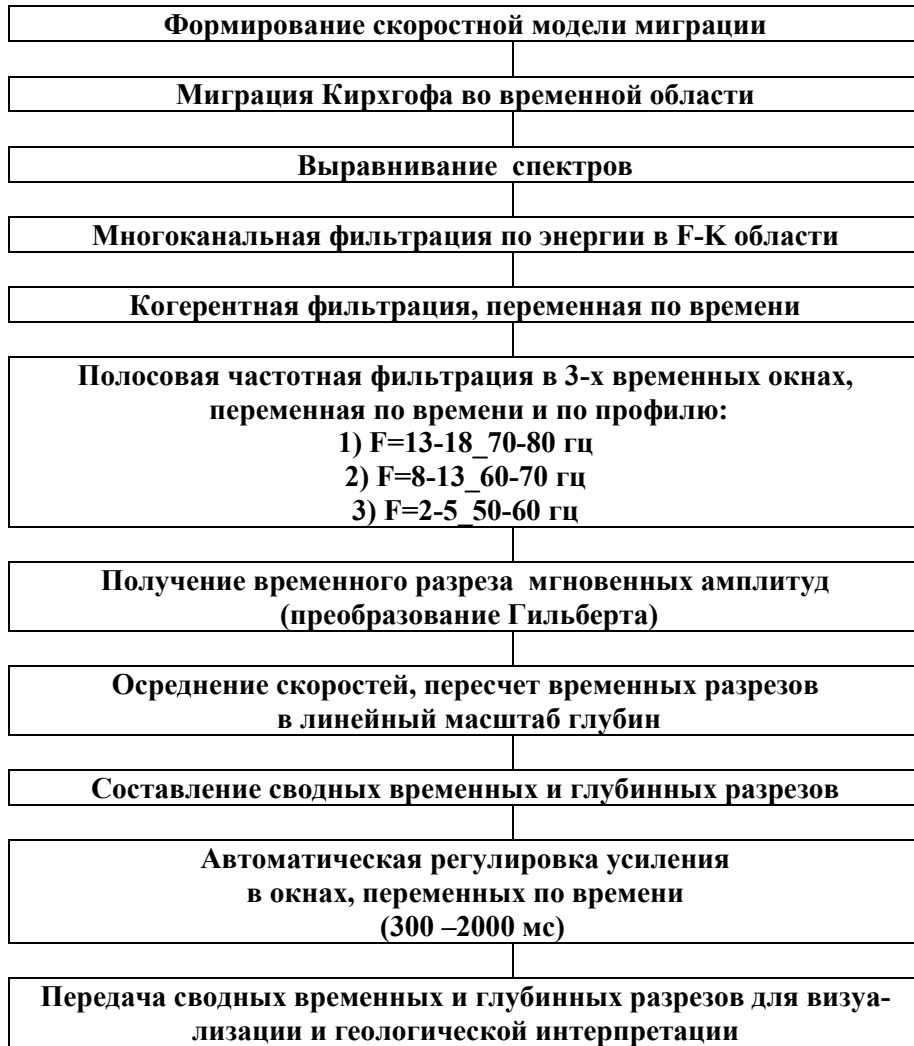 Формирование скоростной модели миграции
Миграция Кирхгофа во временной области
Выравнивание спектров
Многоканальная фильтрация по энергии в F-K области
Когерентная фильтрация, переменная по времени
Полосовая частотная фильтрация в 3-х временных окнах,
переменная по времени и по профилю:
1) F=13-18_70-80 гц
2) F=8-13_60-70 гц
3) F=2-5_50-60 гц
Получение временного разреза мгновенных амплитуд
(преобразование Гильберта)
Осреднение скоростей, пересчет временных разрезов
в линейный масштаб глубин
Составление сводных временных и глубинных разрезов
Автоматическая регулировка усиления
в окнах, переменных по времени
(300 –2000 мс)
Передача сводных временных и глубинных разрезов для визуа-
лизации и геологической интерпретации